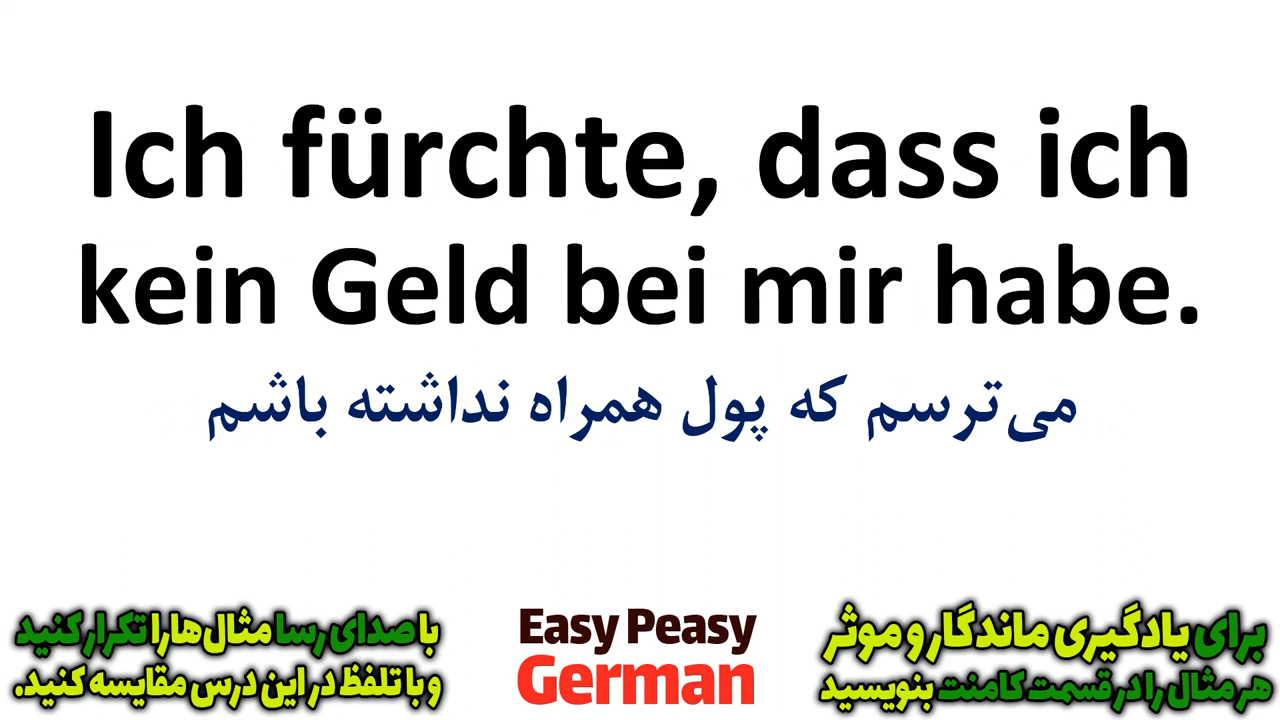 Ich fürchte, dass ich
kein Geld bei mir habe.
می‌ترسم که پول همراه نداشته باشم
با صدای رسا مثال‌ها را تکرار کنید
و با تلفظ در این درس مقایسه کنید.
Easy Peasy
German
برای یادگیری ماندگار و موثر
هر مثال را در قسمت کامنت بنویسید